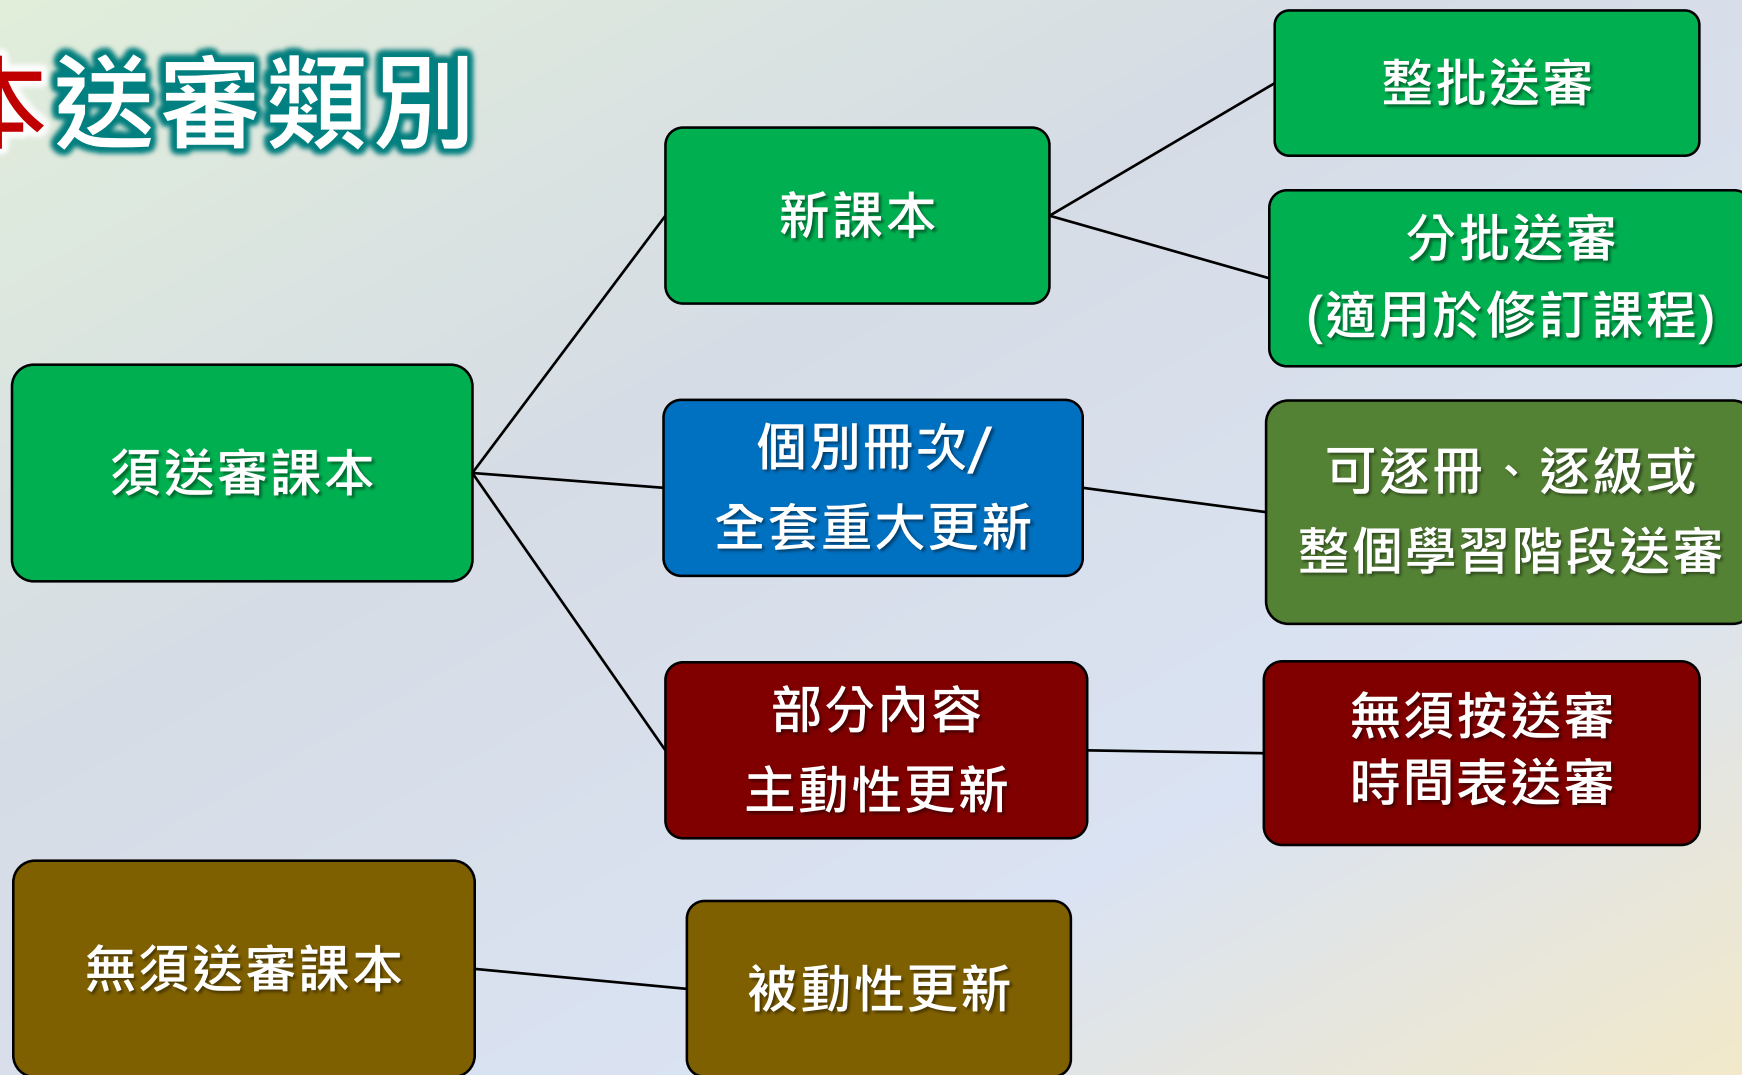 本送審類別
整批送審
新課本
分批送審
(適用於修訂課程)
須送審課本
個別冊次/
全套重大更新
可逐冊、逐級或
整個學習階段送審
部分內容
主動性更新
無須按送審
時間表送審
無須送審課本
被動性更新